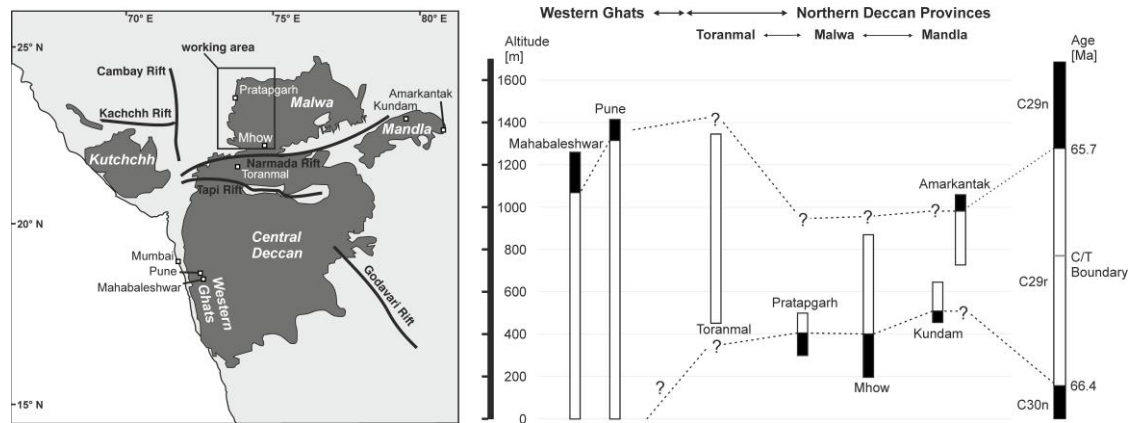 70° E
75° E
80° E
25° N
20° N
15° N
working area
Cambay Rift
Pratapgarh
Amarkantak
Kundam
Malwa
Kachchh Rift
Mandla
Mhow
Kutchchh
Narmada Rift
Toranmal
Tapi Rift
Central
Deccan
Mumbai
Pune
Mahabaleshwar
Western
Ghats
Godavari Rift
Western Ghats
Northern Deccan Provinces
Toranmal
Malwa
Mandla
Altitude
[m]
Age
[Ma]
1600
1400
1200
1000
800
600
400
200
0
Pune
Mahabaleshwar
?
Toranmal
?
?
?
Pratapgarh
?
Mhow
?
Amarkantak
?
?
Kundam
?
?
C29n
65.7
C/T
Boundary
C29r
66.4
C30n